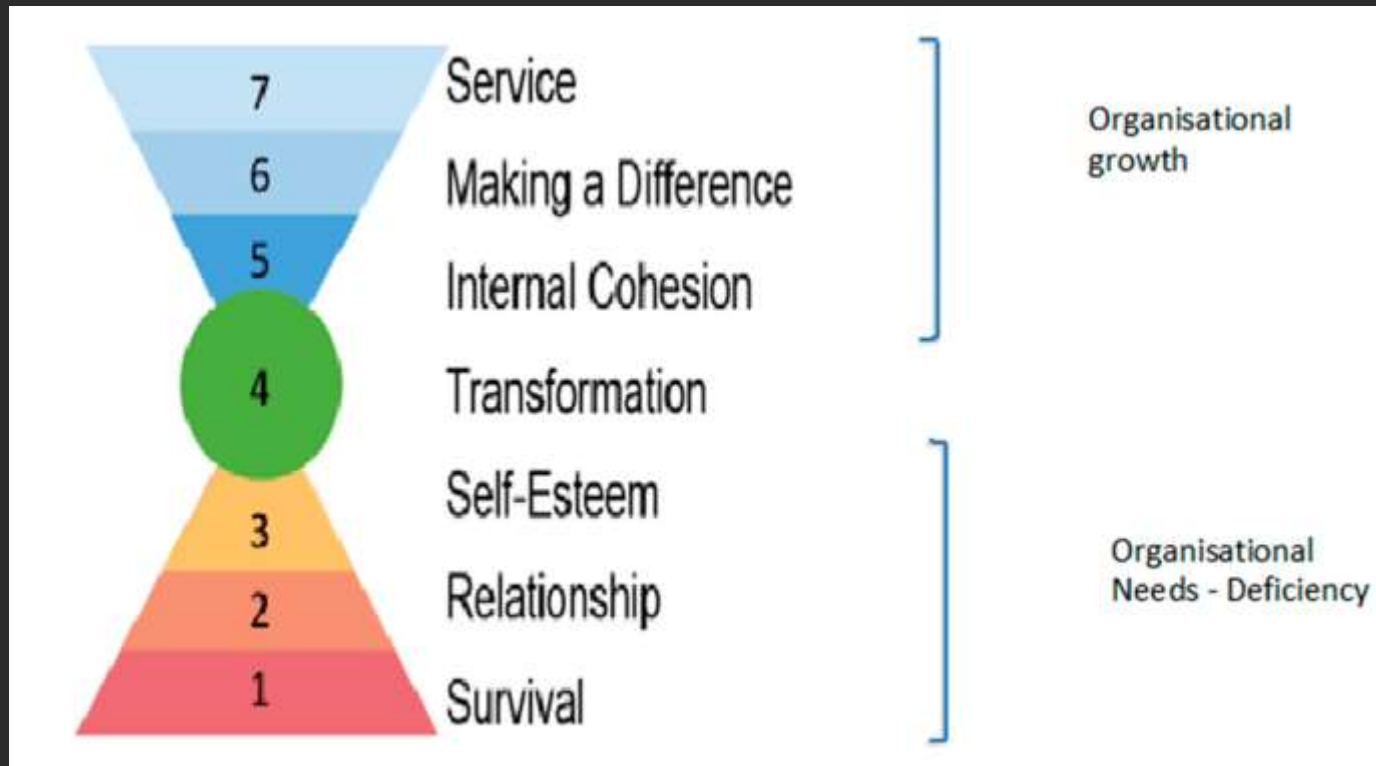 7 Service
6 Making a Difference
5 Internal Cohesion
4 Transformation
3 Self-Esteem
2 Relationship
1 Survival
Organisational
growth
Organisational
Needs - Deficiency